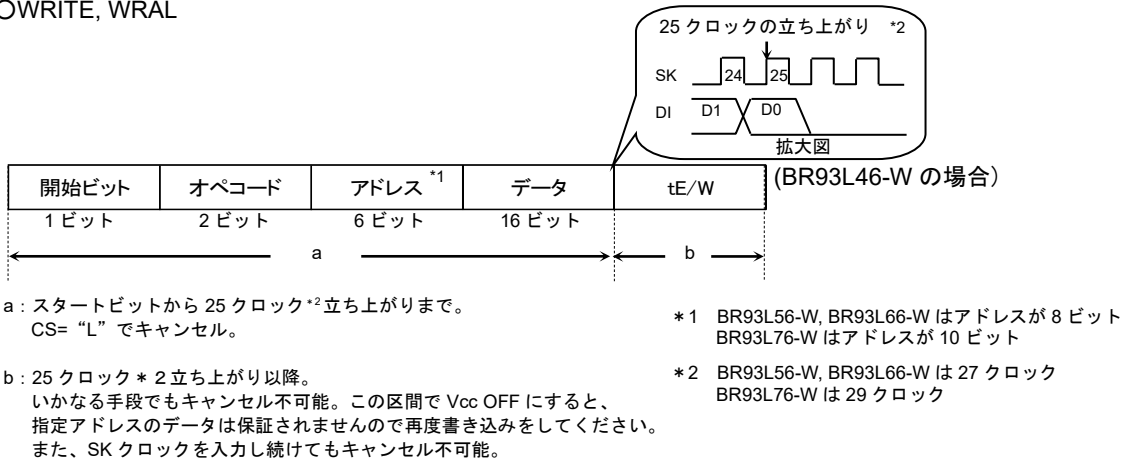 〇WRITE, WRAL
25 クロックの立ち上がり *2
SK 24 25
DI D1 D0
拡大図
開始ビット オペコード アドレス *1 データ tE/W (BR93L46-W の場合)
1 ビット 2 ビット 6 ビット 16 ビット
a b
a：スタートビットから 25 クロック*2立ち上がりまで。
CS= “L” でキャンセル。
b：25 クロック＊２立ち上がり以降。
いかなる手段でもキャンセル不可能。この区間で Vcc OFF にすると、
指定アドレスのデータは保証されませんので再度書き込みをしてください。
また、SK クロックを入力し続けてもキャンセル不可能。
＊1 BR93L56-W, BR93L66-W はアドレスが 8 ビット
BR93L76-W はアドレスが 10 ビット
＊2 BR93L56-W, BR93L66-W は 27 クロック
BR93L76-W は 29 クロック